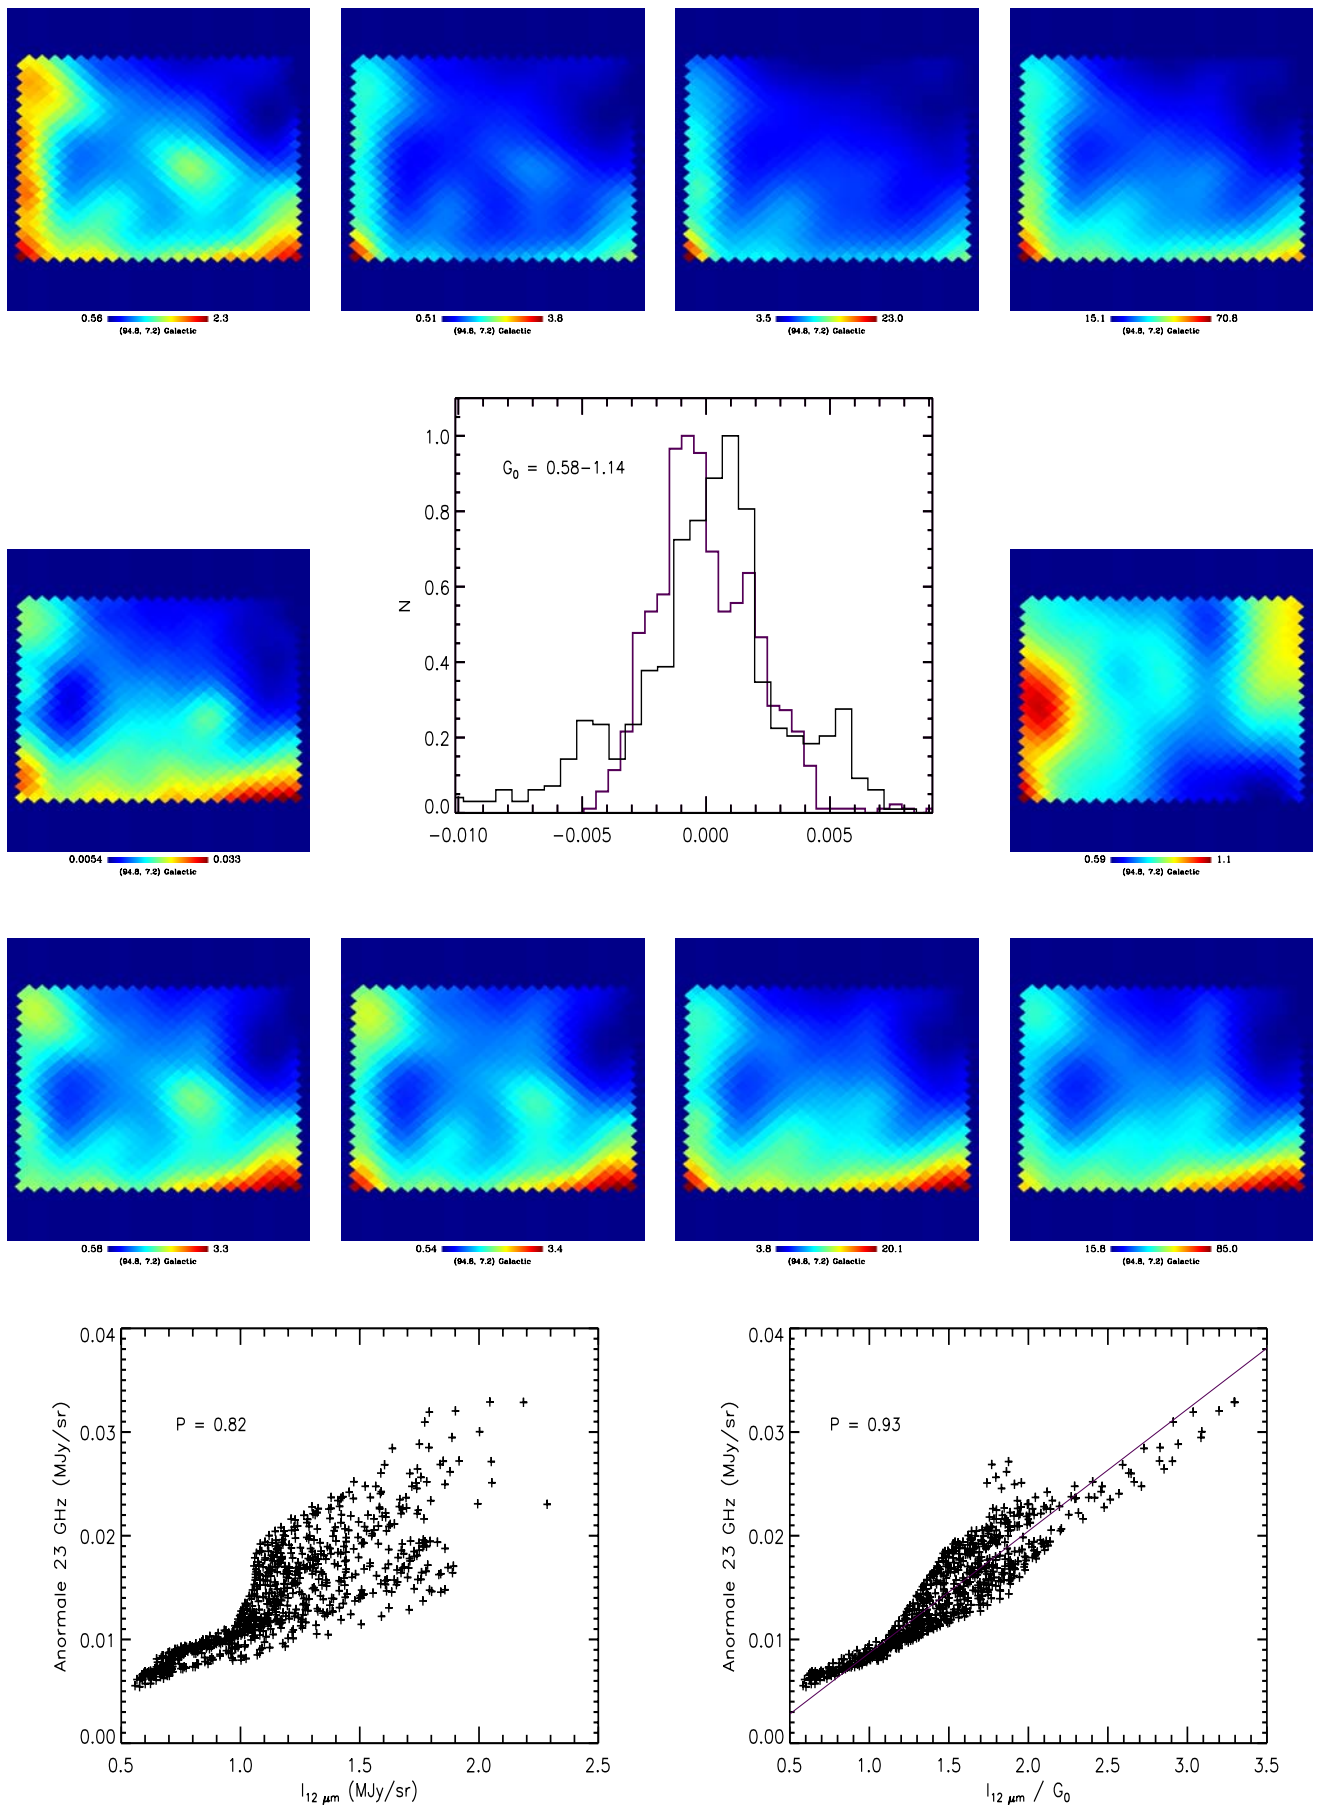 0.56 2.3
(94.8, 7.2) Galactic
0.51 3.8
(94.8, 7.2) Galactic
3.5 23.0
(94.8, 7.2) Galactic
15.1 70.8
(94.8, 7.2) Galactic
G0 = 0.58-1.14
N
1.0
0.8
0.6
0.4
0.2
0.0
-0.010 -0.005 0.000 0.005
0.0054 0.033
(94.8, 7.2) Galactic
0.59 1.1
(94.8, 7.2) Galactic
0.58 3.3
(94.8, 7.2) Galactic
0.54 3.4
(94.8, 7.2) Galactic
3.8 20.1
(94.8, 7.2) Galactic
15.8 85.0
(94.8, 7.2) Galactic
P = 0.82
Anormale 23 GHz (MJy/sr)
0.04
0.03
0.02
0.01
0.00
0.5 1.0 1.5 2.0 2.5
I12 μm (MJy/sr)
P = 0.93
Anormale 23 GHz (MJy/sr)
0.04
0.03
0.02
0.01
0.00
0.5 1.0 1.5 2.0 2.5 3.0 3.5
I12 μm / G0